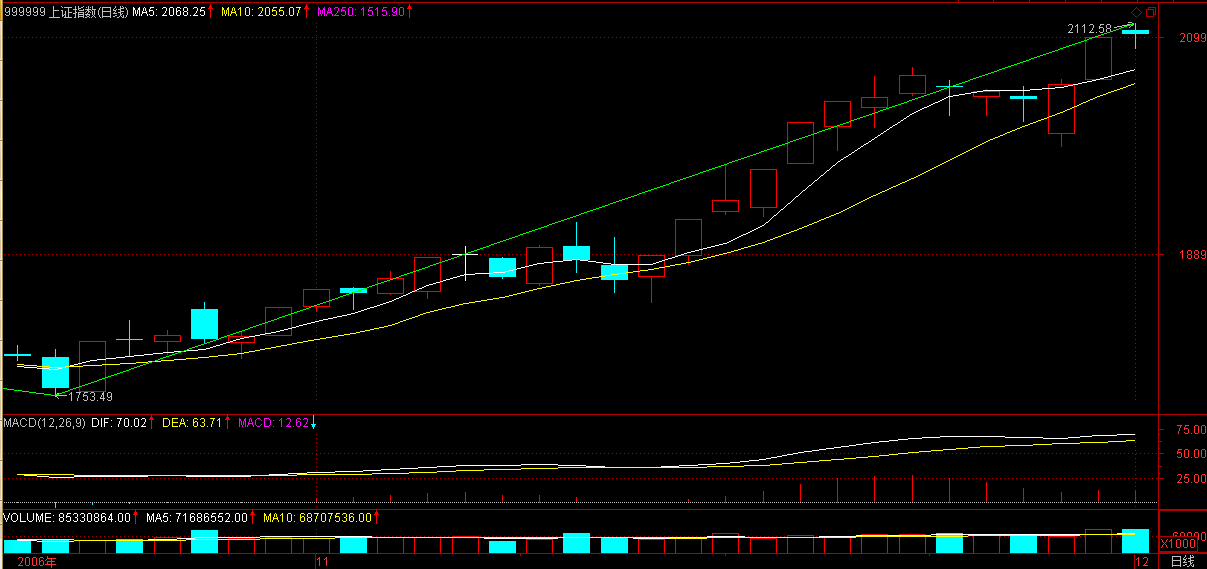 999999 上证指数(日线) MA5: 2068.25↑ MA10: 2055.07↑ MA250: 1515.90↑
2112.58
2099
1889
1753.49
MACD(12,26,9) DIF: 70.02↑ DEA: 63.71↑ MACD: 12.62↓
75.00
50.00
25.00
VOLUME: 85330864.00↑ MA5: 71686552.00↑ MA10: 68707536.00↑
X1000
2006年 11 12 日线